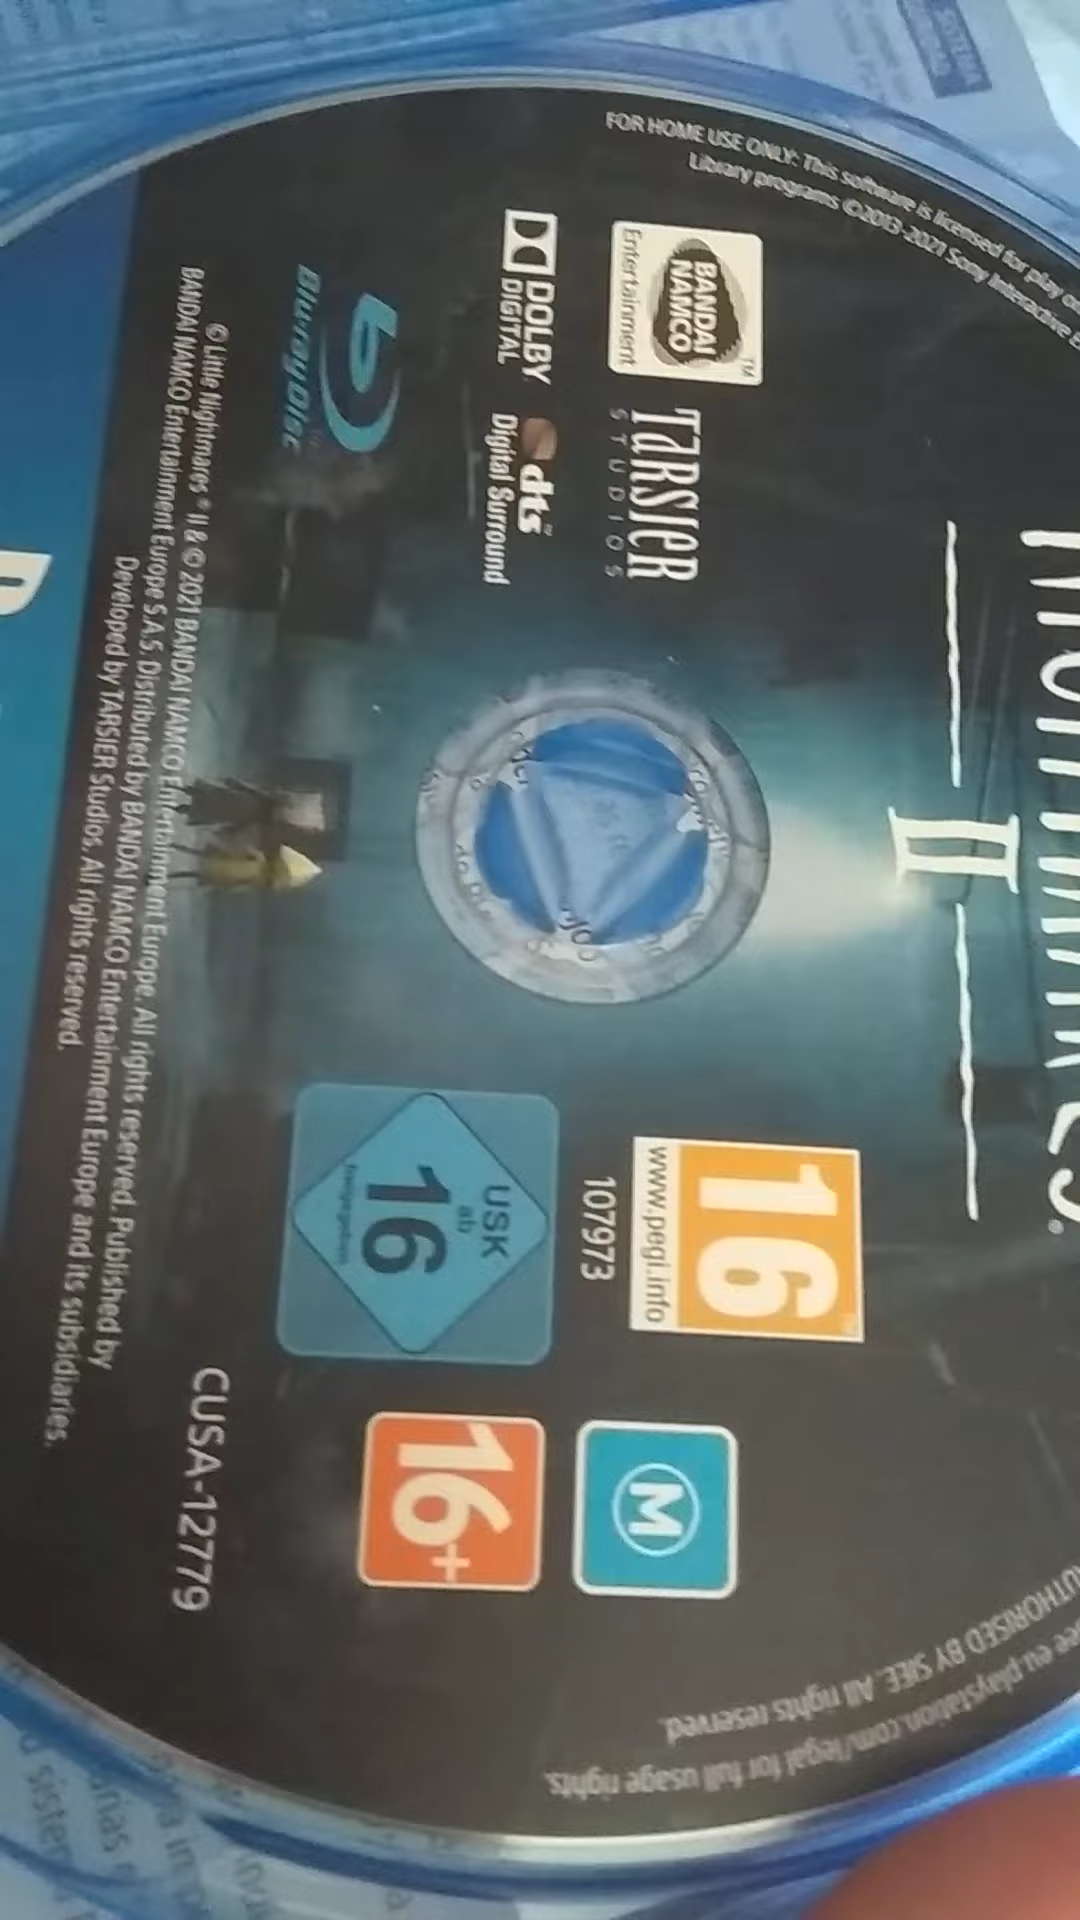 FOR HOME USE ONLY: This software is licensed for play
Library programs ©2013-2021 Sony Interactive
II
BANDAI
NAMCO
Entertainment
TM
TARSIER
STUDIOS
DOLBY
DIGITAL
dts
Digital Surround
Blu-ray Disc
16
www.pegi.info
107973
USK
ab
16
M
16+
CUSA-12779
© Little Nightmares® II & © 2021 BANDAI NAMCO Entertainment Europe. All rights reserved. Published by
BANDAI NAMCO Entertainment Europe S.A.S. Distributed by BANDAI NAMCO Entertainment Europe and its subsidiaries.
Developed by TARSIER Studios. All rights reserved.
AUTHORISED BY SIEE. All rights reserved.
eu.playstation.com/legal for full usage rights.